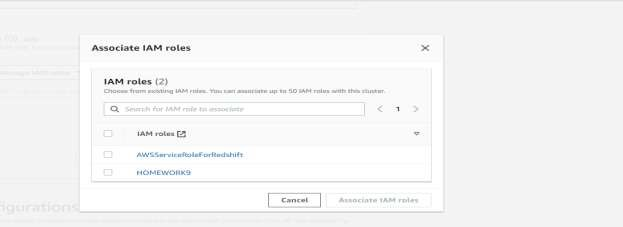 Associate IAM roles
IAM roles (2)
Choose from existing IAM roles. You can associate up to 50 IAM roles with this cluster.
Search for IAM role to associate
1
IAM roles
AWSServiceRoleForRedshift
HOMEWORK9
Cancel
Associate IAM roles
figurations